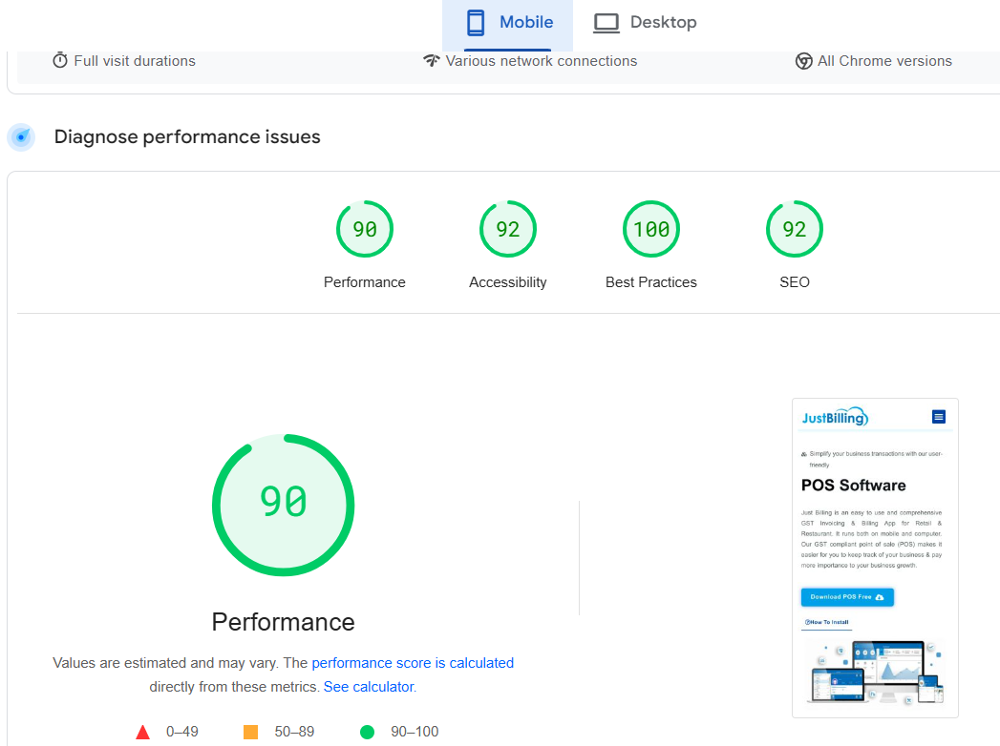 Mobile
Desktop
Full visit durations
Various network connections
All Chrome versions
Diagnose performance issues
90
92
100
92
Performance
Accessibility
Best Practices
SEO
90
Performance
Values are estimated and may vary. The performance score is calculated
directly from these metrics. See calculator.
0–49
50–89
90–100
JustBilling
Simplify your business transactions with our user-
friendly
POS Software
Just Billing is an easy to use and comprehensive
GST Invoicing & Billing App for Retail &
Restaurant. It runs both on mobile and computer.
Our GST compliant point of sale (POS) makes it
easier for you to keep track of your business & pay
more importance to your business growth.
Download POS Free
How To Install